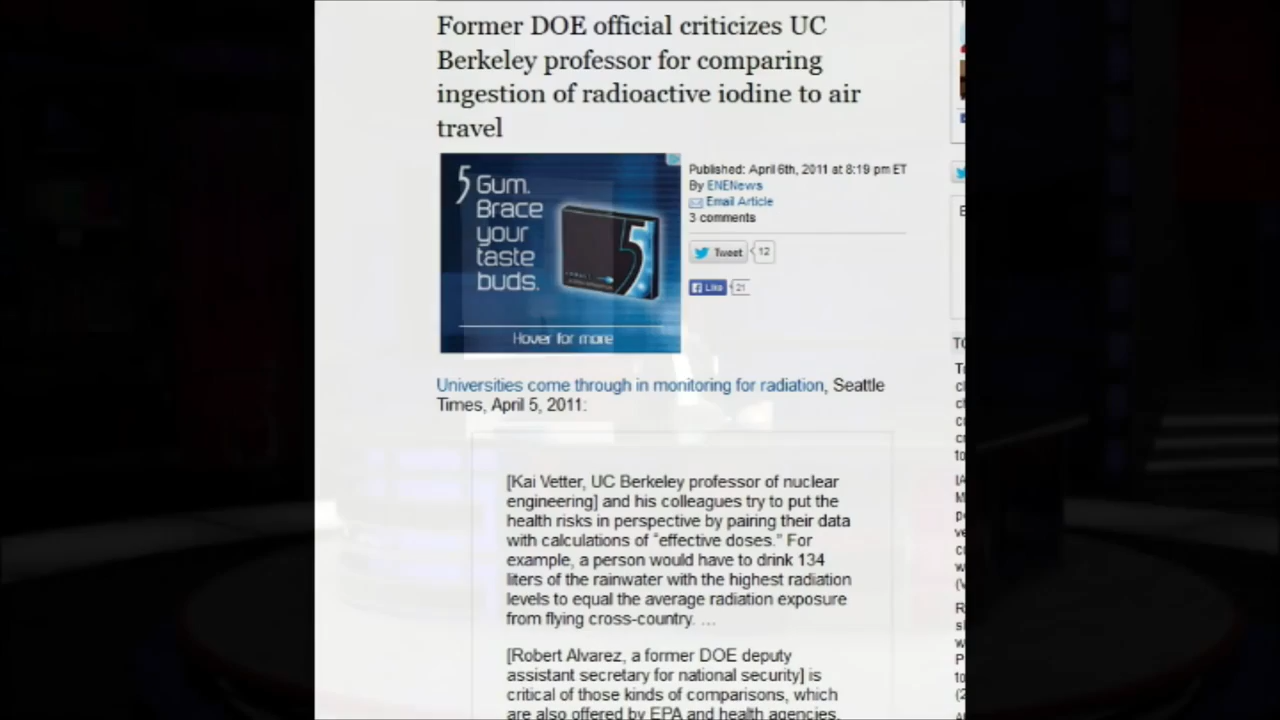 Former DOE official criticizes UC
Berkeley professor for comparing
ingestion of radioactive iodine to air
travel
5 Gum.
Brace
your
taste
buds.
5
Hover for more
Published: April 6th, 2011 at 8:19 pm ET
By ENENews
Email Article
3 comments
Tweet 12
Like 21
Universities come through in monitoring for radiation, Seattle
Times, April 5, 2011:
[Kai Vetter, UC Berkeley professor of nuclear
engineering] and his colleagues try to put the
health risks in perspective by pairing their data
with calculations of “effective doses.” For
example, a person would have to drink 134
liters of the rainwater with the highest radiation
levels to equal the average radiation exposure
from flying cross-country. …
[Robert Alvarez, a former DOE deputy
assistant secretary for national security] is
critical of those kinds of comparisons, which
are also offered by EPA and health agencies.